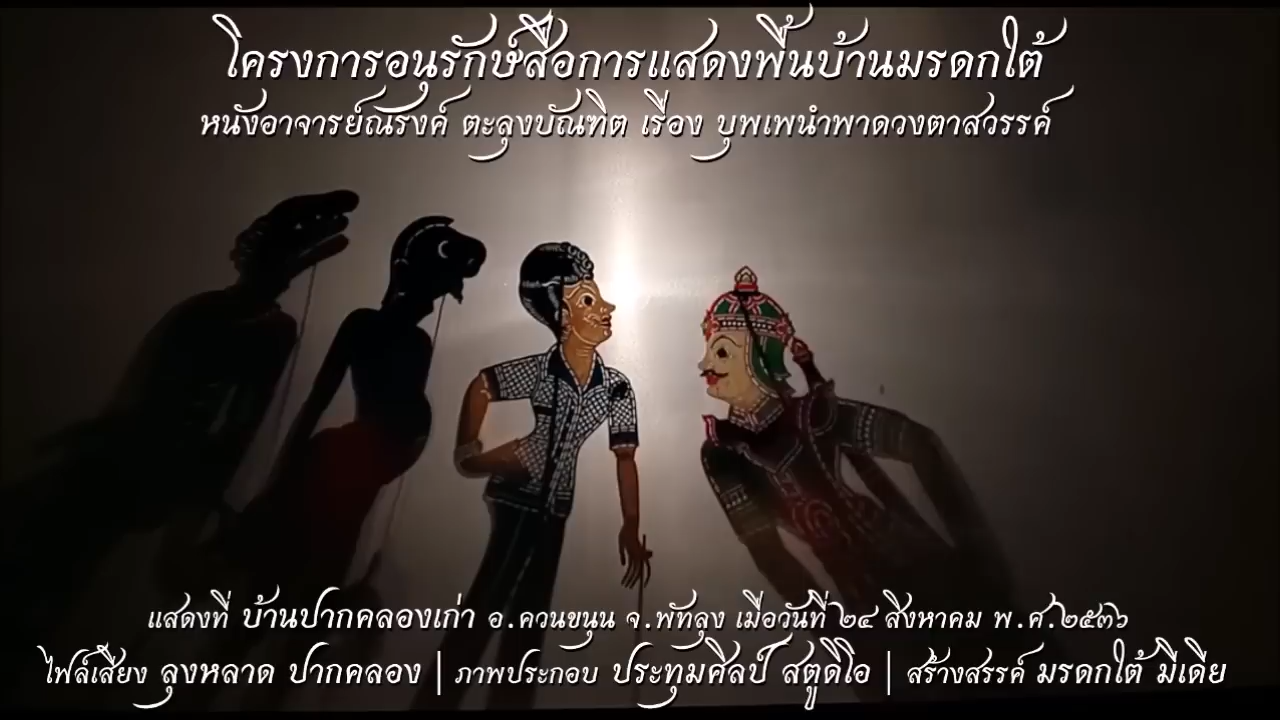 โครงการอนุรักษ์สื่อการแสดงพื้นบ้านมรดกใต้
หนังอาจารย์ณรงค์ ตะลุงบัณฑิต เรื่อง บุพเพนำพาดวงตาสวรรค์
แสดงที่ บ้านปากคลองเก่า อ.ควนขนุน จ.พัทลุง เมื่อวันที่ ๒๔ สิงหาคม พ.ศ.๒๕๓๖
ไฟล์เสียง ลุงหลาด ปากคลอง | ภาพประกอบ ประทุมศิลป์ สตูดิโอ | สร้างสรรค์ มรดกใต้ มีเดีย